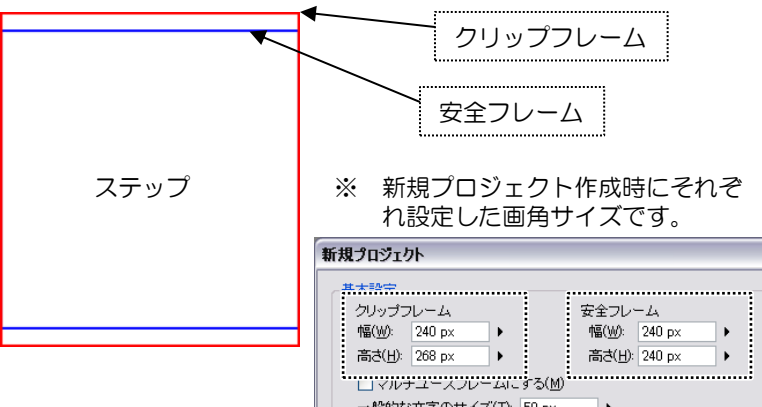 クリップフレーム
安全フレーム
ステップ
※ 新規プロジェクト作成時にそれぞ
れ設定した画角サイズです。
新規プロジェクト
基本設定
クリップフレーム
幅(W): 240 px
高さ(H): 268 px
安全フレーム
幅(W): 240 px
高さ(H): 240 px
マルチユースフレームにする(M)
一般的な文字のサイズ(T): 50 px